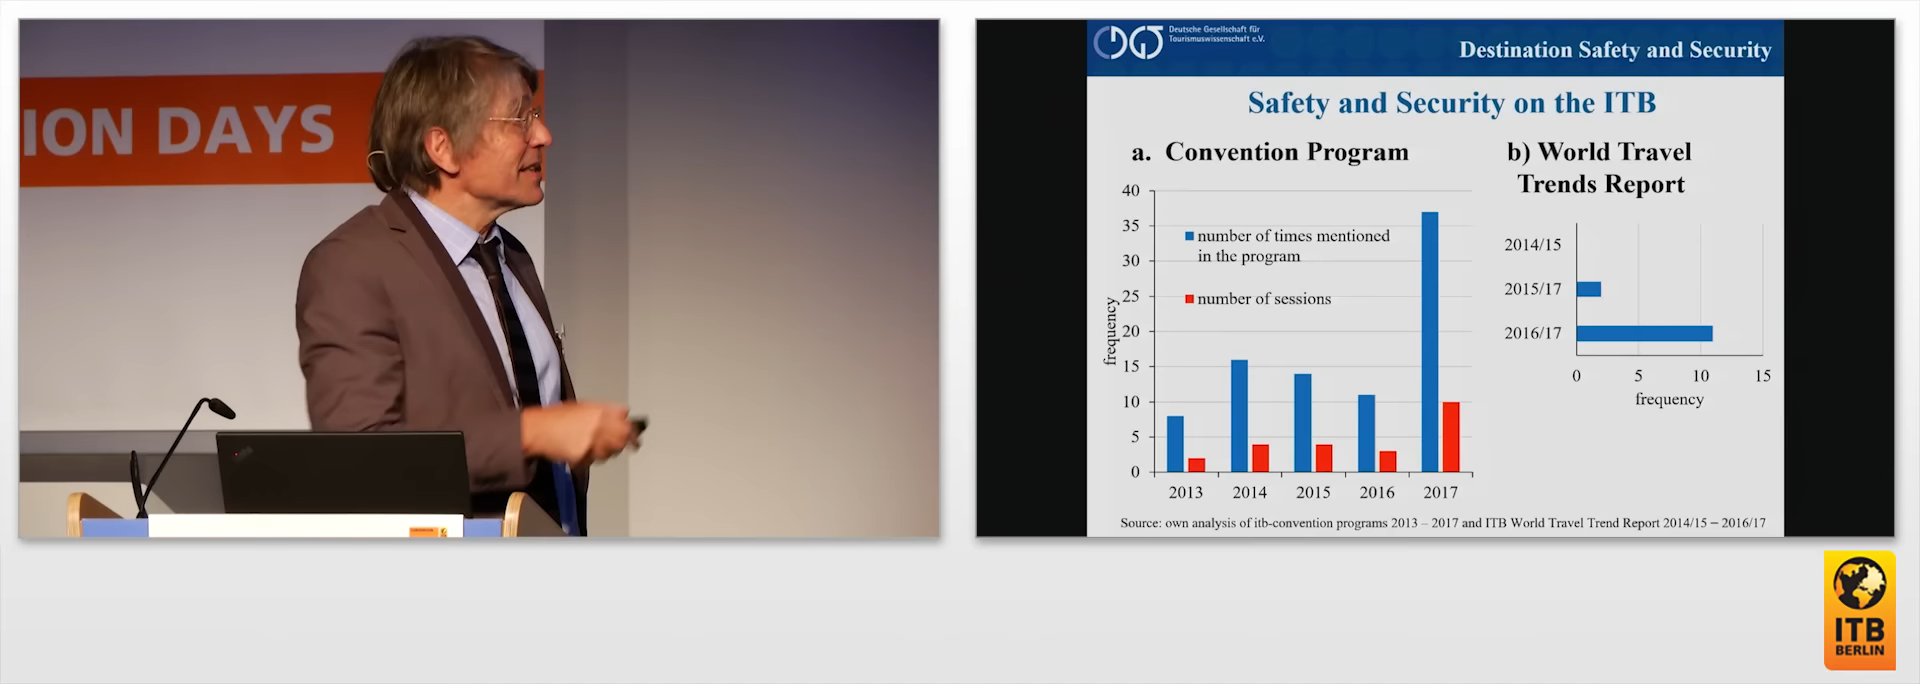 ION DAYS
Deutsche Gesellschaft für
Tourismuswissenschaft e.V.
DGT
Destination Safety and Security
Safety and Security on the ITB
a. Convention Program
40
35
30
25
20
15
10
5
0
frequency
number of times mentioned
in the program
number of sessions
2013 2014 2015 2016 2017
b) World Travel
Trends Report
2014/15
2015/17
2016/17
0 5 10 15
frequency
Source: own analysis of itb-convention programs 2013 – 2017 and ITB World Travel Trend Report 2014/15 – 2016/17
ITB
BERLIN